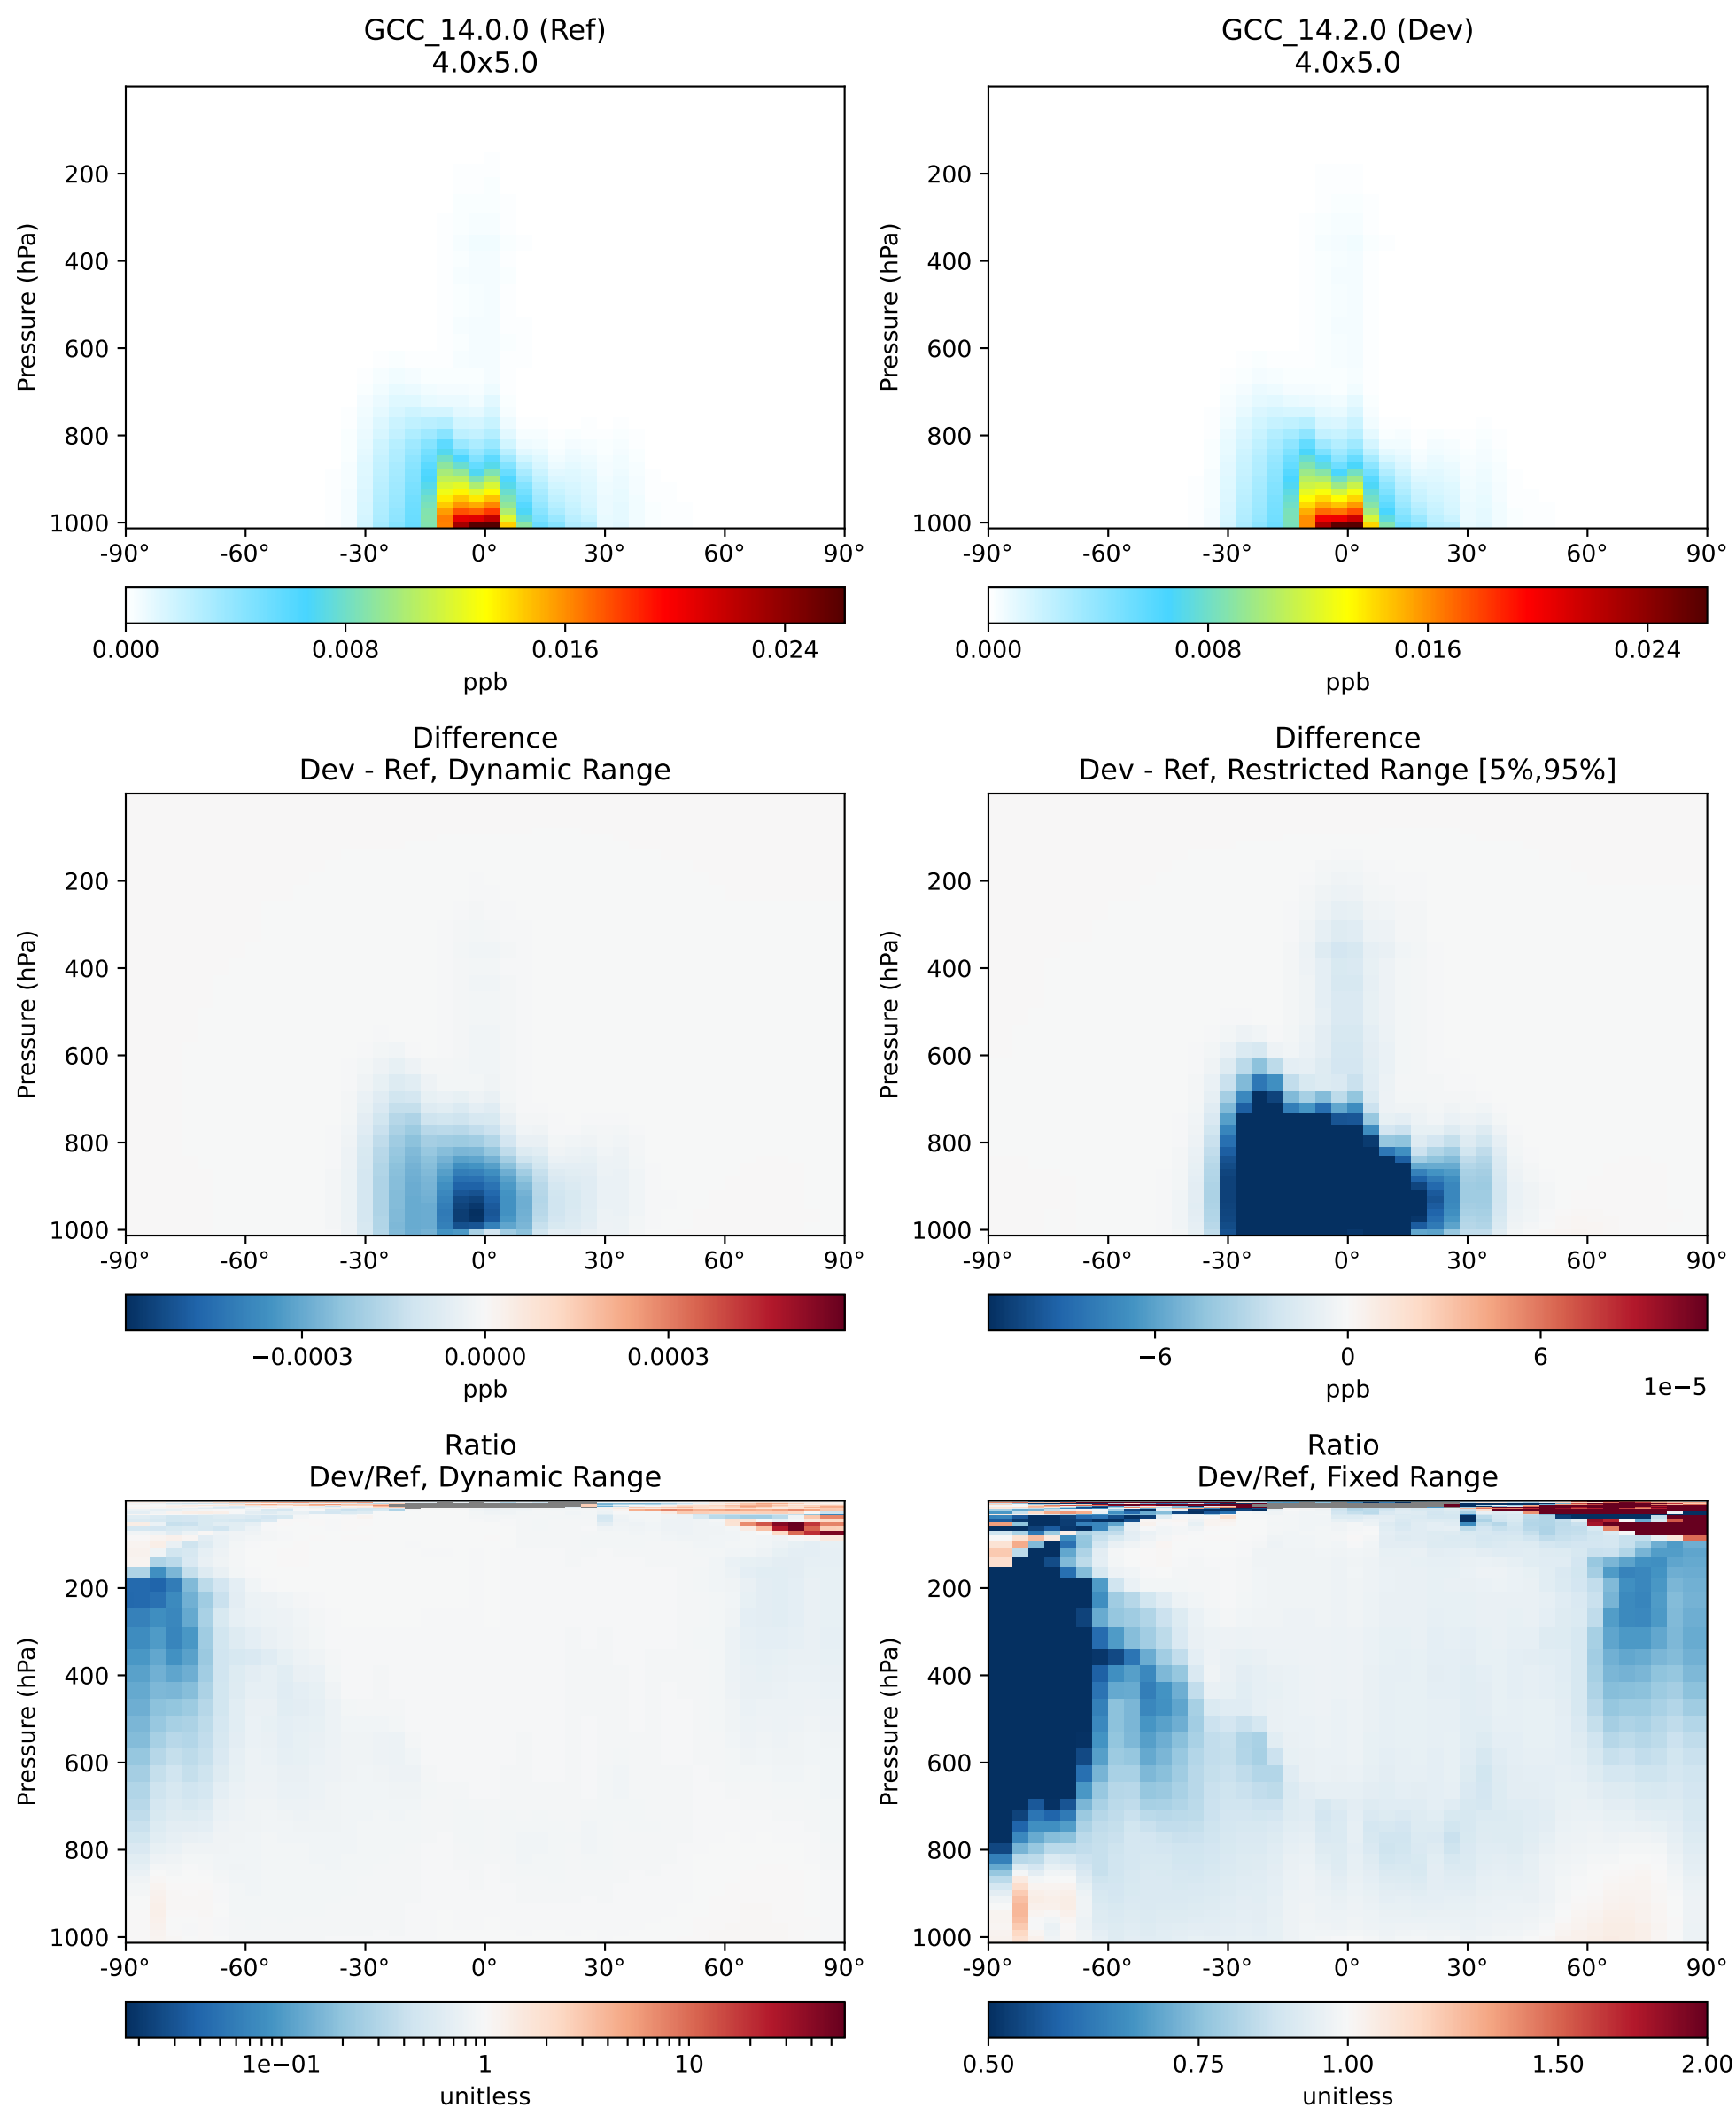 GCC_14.0.0 (Ref)
4.0x5.0
GCC_14.2.0 (Dev)
4.0x5.0
Pressure (hPa)
200
400
600
800
1000
-90° -60° -30° 0° 30° 60° 90°
0.000 0.008 0.016 0.024
ppb
Pressure (hPa)
200
400
600
800
1000
-90° -60° -30° 0° 30° 60° 90°
0.000 0.008 0.016 0.024
ppb
Difference
Dev - Ref, Dynamic Range
Difference
Dev - Ref, Restricted Range [5%,95%]
Pressure (hPa)
200
400
600
800
1000
-90° -60° -30° 0° 30° 60° 90°
−0.0003 0.0000 0.0003
ppb
Pressure (hPa)
200
400
600
800
1000
-90° -60° -30° 0° 30° 60° 90°
−6 0 6
ppb
1e−5
Ratio
Dev/Ref, Dynamic Range
Ratio
Dev/Ref, Fixed Range
Pressure (hPa)
200
400
600
800
1000
-90° -60° -30° 0° 30° 60° 90°
1e−01 1 10
unitless
Pressure (hPa)
200
400
600
800
1000
-90° -60° -30° 0° 30° 60° 90°
0.50 0.75 1.00 1.50 2.00
unitless